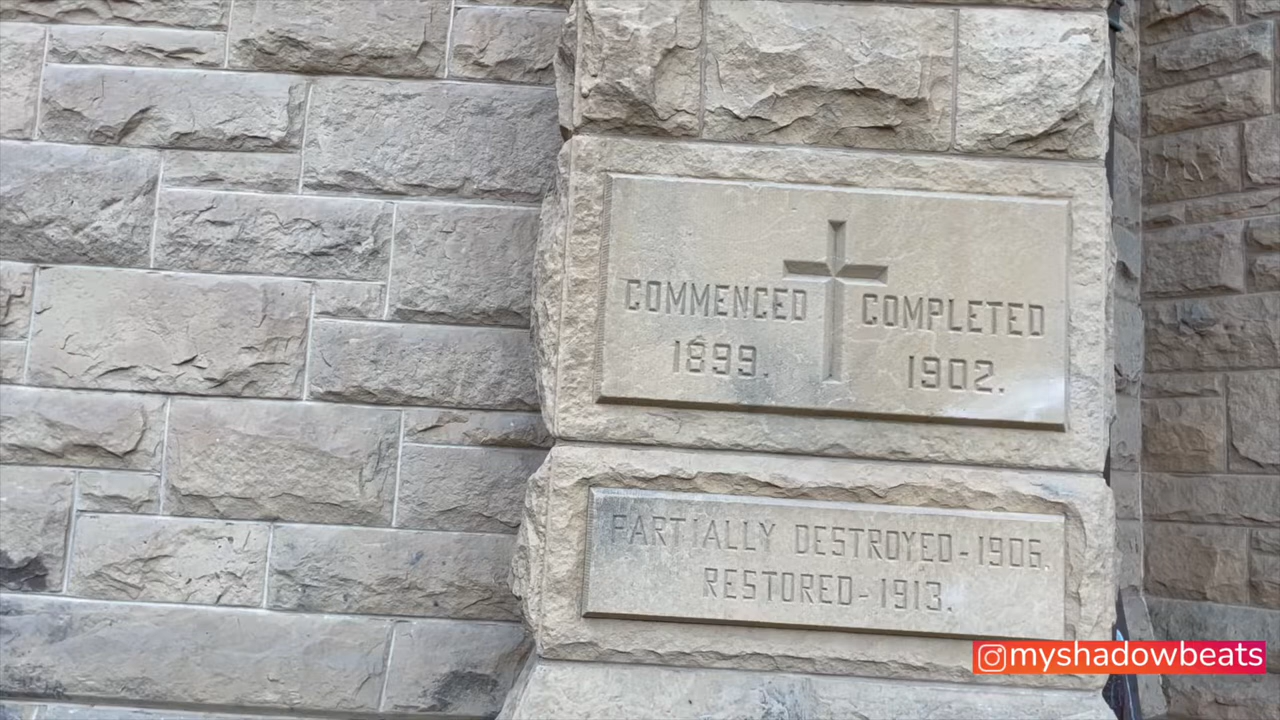 COMMENCED COMPLETED
1899. 1902.
PARTIALLY DESTROYED-1906.
RESTORED-1913.
myshadowbeats